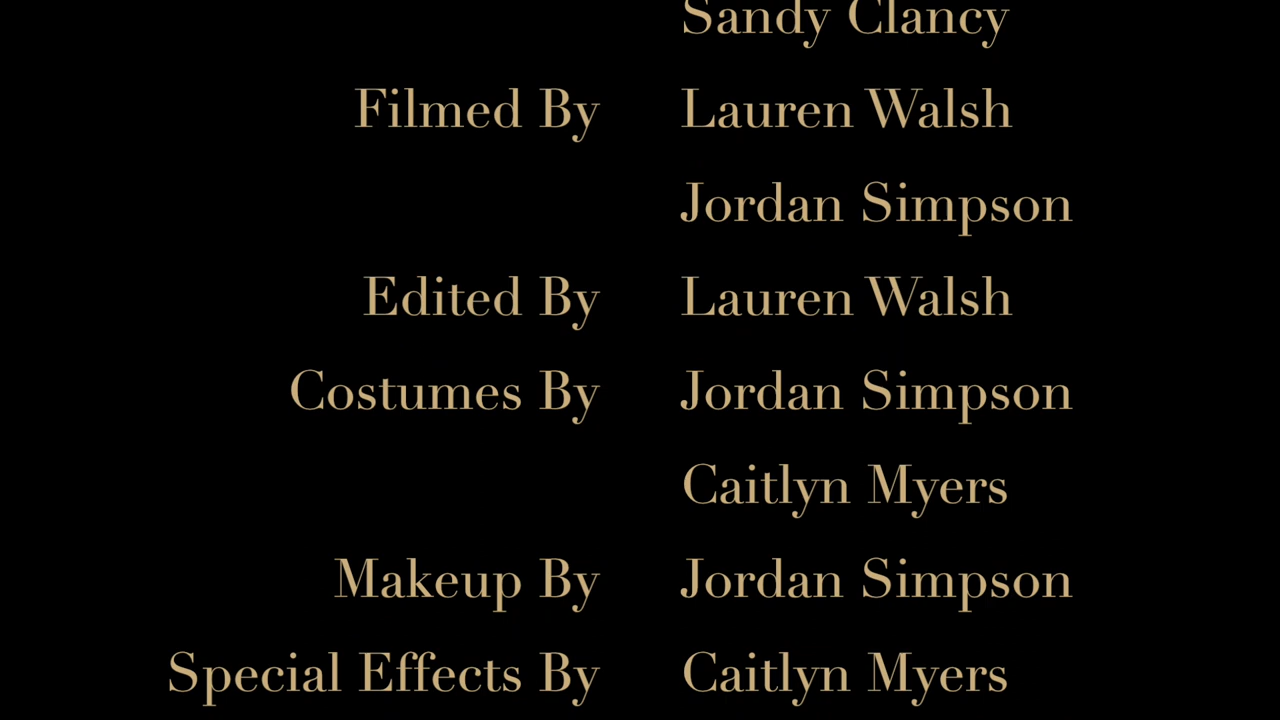 Sandy Clancy
Filmed By Lauren Walsh
Jordan Simpson
Edited By Lauren Walsh
Costumes By Jordan Simpson
Caitlyn Myers
Makeup By Jordan Simpson
Special Effects By Caitlyn Myers